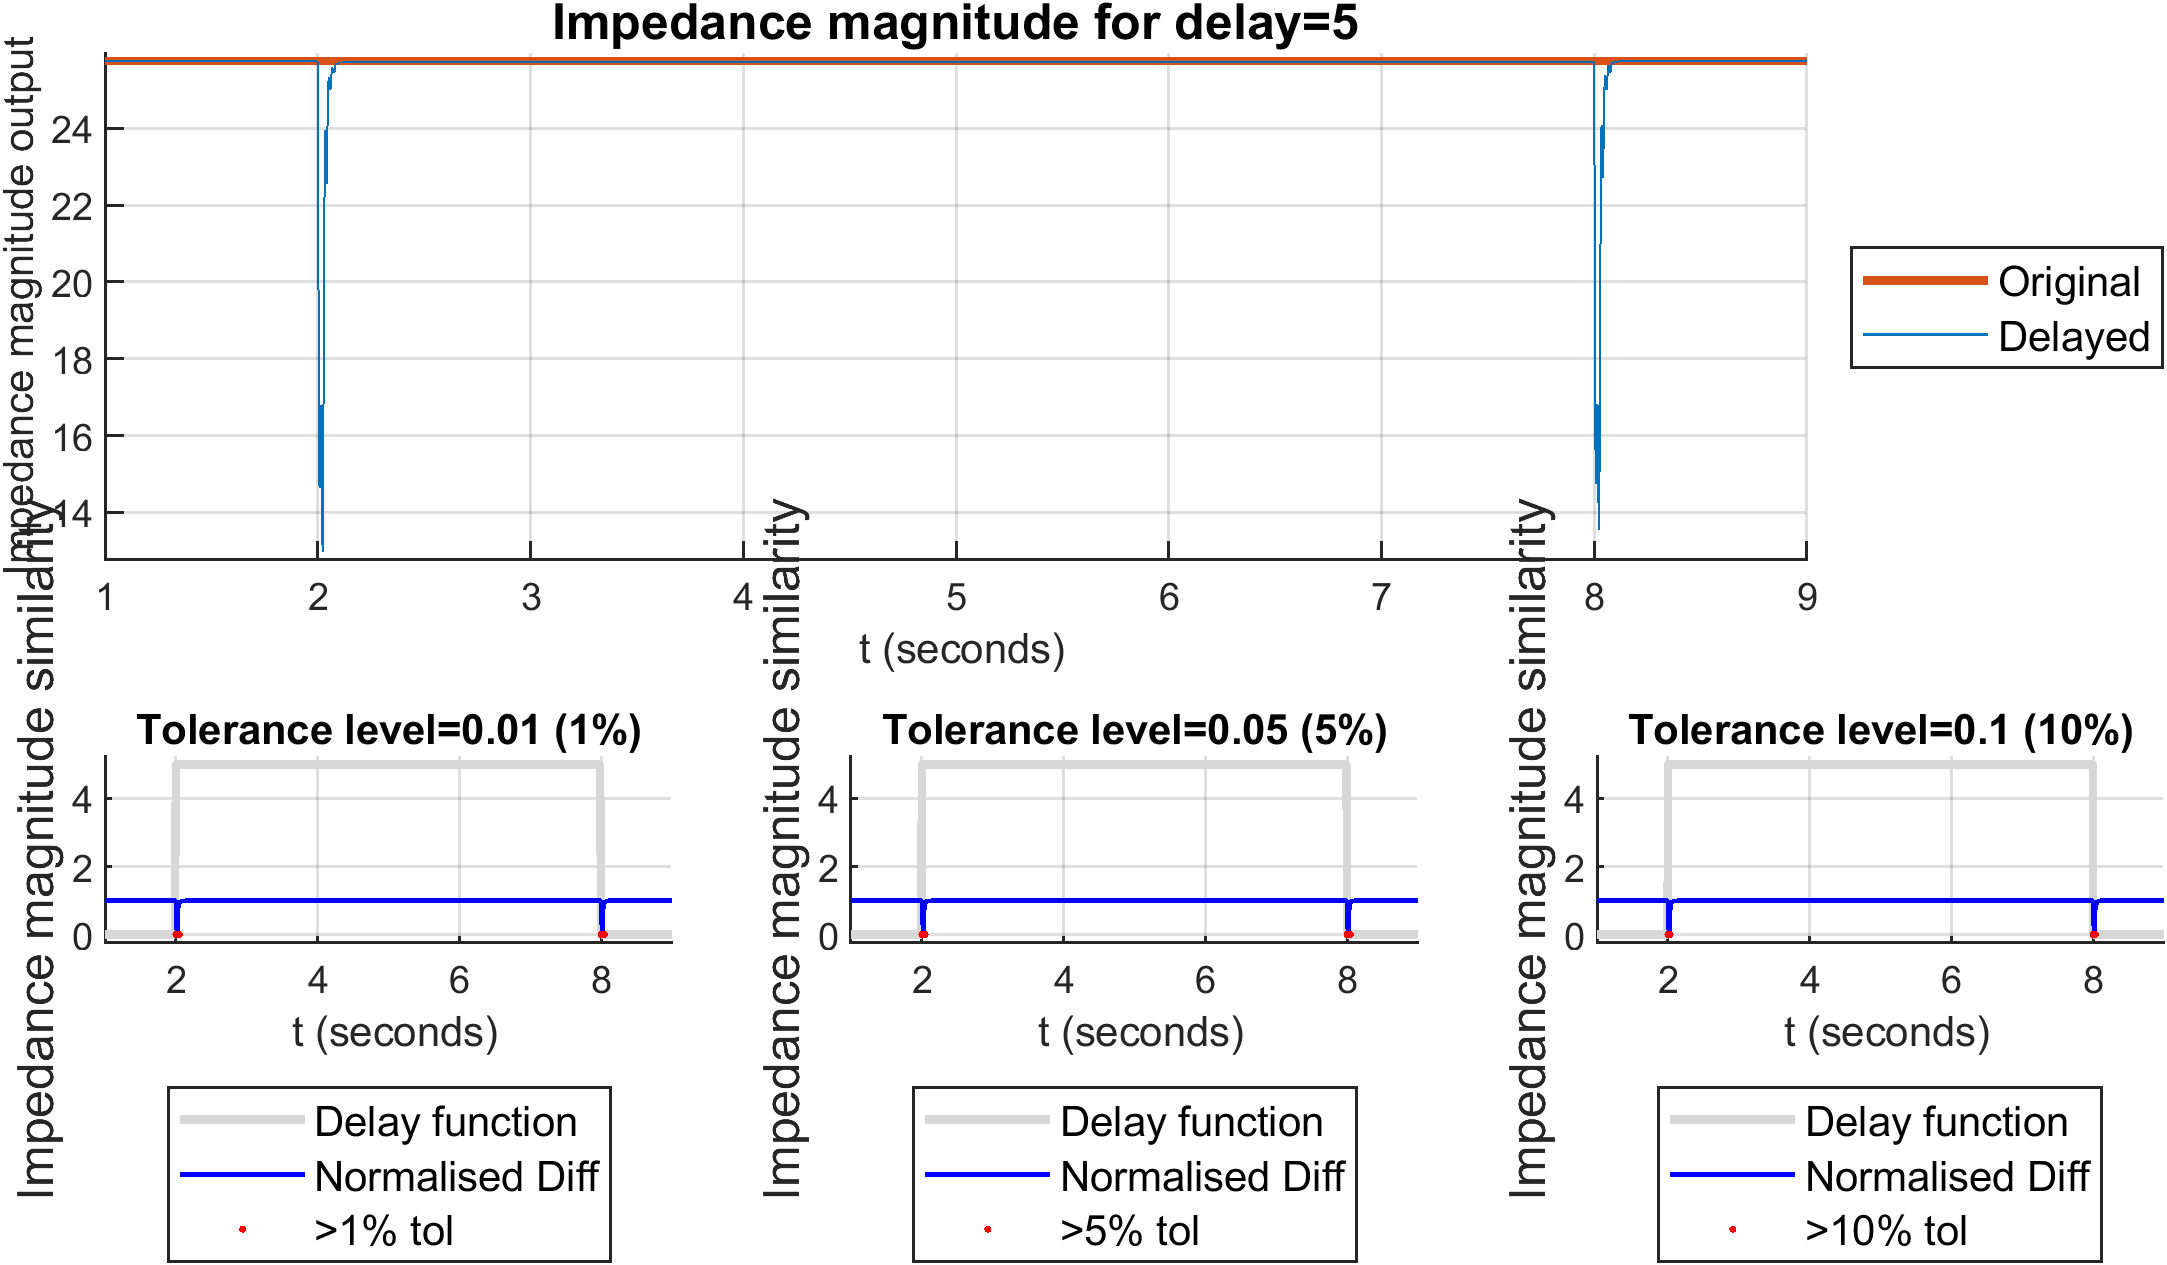 Impedance magnitude for delay=5
Impedance magnitude output
24
22
20
18
16
14
1 2 3 4 5 6 7 8 9
t (seconds)
Original
Delayed
Tolerance level=0.01 (1%)
Impedance magnitude similarity
4
2
0
2 4 6 8
t (seconds)
Delay function
Normalised Diff
>1% tol
Tolerance level=0.05 (5%)
Impedance magnitude similarity
4
2
0
2 4 6 8
t (seconds)
Delay function
Normalised Diff
>5% tol
Tolerance level=0.1 (10%)
Impedance magnitude similarity
4
2
0
2 4 6 8
t (seconds)
Delay function
Normalised Diff
>10% tol